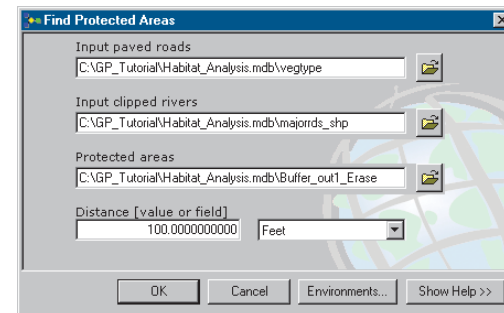 Find Protected Areas
Input paved roads
C:\GP_Tutorial\Habitat_Analysis.mdb\vegtype
Input clipped rivers
C:\GP_Tutorial\Habitat_Analysis.mdb\majorrds_shp
Protected areas
C:\GP_Tutorial\Habitat_Analysis.mdb\Buffer_out1_Erase
Distance [value or field]
100.0000000000 Feet
OK Cancel Environments... Show Help >>